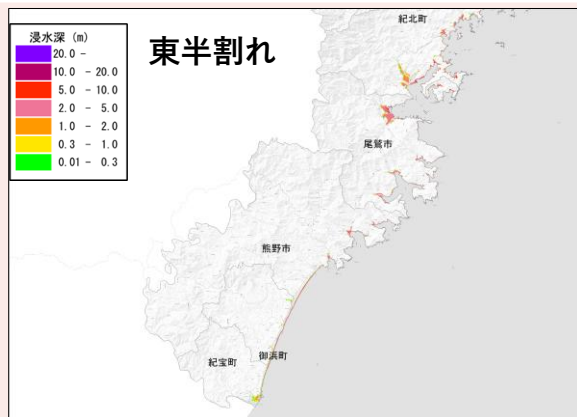 浸水深 (m)
20.0 -
10.0 - 20.0
5.0 - 10.0
2.0 - 5.0
1.0 - 2.0
0.3 - 1.0
0.01 - 0.3
東半割れ
紀北町
尾鷲市
熊野市
御浜町
紀宝町